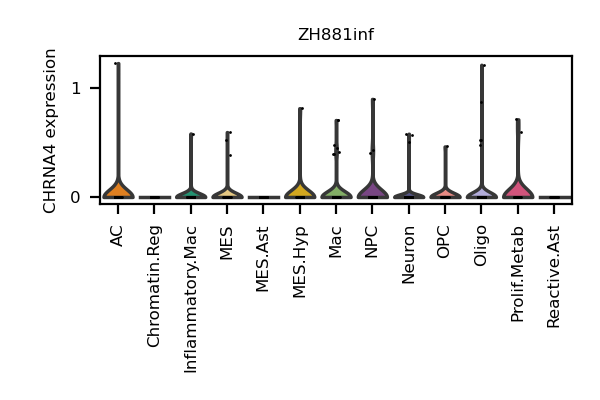 ZH881inf
CHRNA4 expression
1
0
AC
Chromatin.Reg
Inflammatory.Mac
MES
MES.Ast
MES.Hyp
Mac
NPC
Neuron
OPC
Oligo
Prolif.Metab
Reactive.Ast